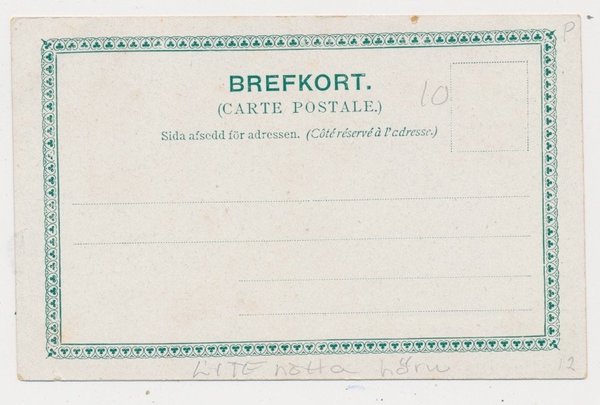 P
BREFKORT.
10
(CARTE POSTALE.)
Sida afsedd för adressen. (Côté réservé à l'adresse.)
LITE nötta hörn
12